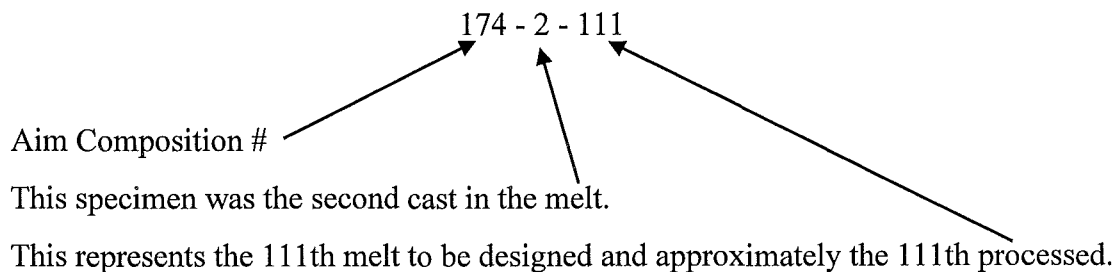 174 - 2 - 111
Aim Composition #
This specimen was the second cast in the melt.
This represents the 111th melt to be designed and approximately the 111th processed.